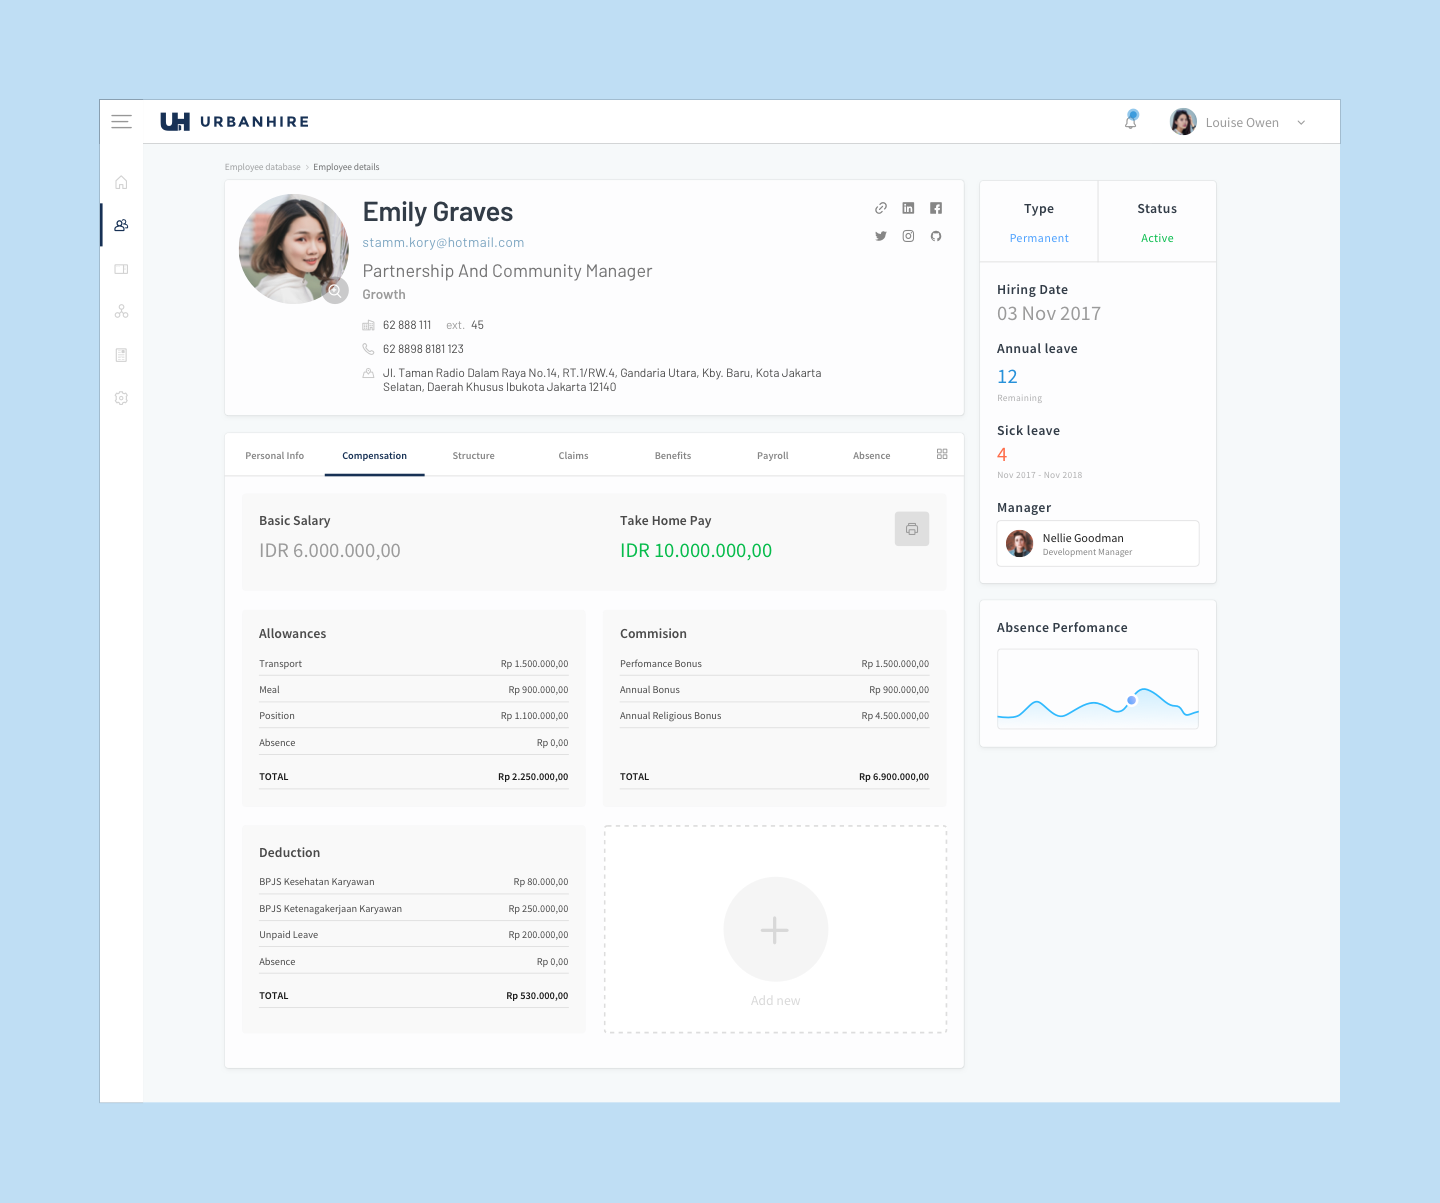 URBANHIRE
Louise Owen
Employee database > Employee details
Emily Graves
stamm.kory@hotmail.com
Partnership And Community Manager
Growth
62 888 111 ext. 45
62 8898 8181 123
Jl. Taman Radio Dalam Raya No.14, RT.1/RW.4, Gandaria Utara, Kby. Baru, Kota Jakarta
Selatan, Daerah Khusus Ibukota Jakarta 12140
Type
Permanent
Status
Active
Hiring Date
03 Nov 2017
Annual leave
12
Remaining
Sick leave
4
Nov 2017 - Nov 2018
Manager
Nellie Goodman
Development Manager
Absence Perfomance
Personal Info Compensation Structure Claims Benefits Payroll Absence
Basic Salary
IDR 6.000.000,00
Take Home Pay
IDR 10.000.000,00
Allowances
Transport Rp 1.500.000,00
Meal Rp 900.000,00
Position Rp 1.100.000,00
Absence Rp 0,00
TOTAL Rp 2.250.000,00
Commision
Perfomance Bonus Rp 1.500.000,00
Annual Bonus Rp 900.000,00
Annual Religious Bonus Rp 4.500.000,00
TOTAL Rp 6.900.000,00
Deduction
BPJS Kesehatan Karyawan Rp 80.000,00
BPJS Ketenagakerjaan Karyawan Rp 250.000,00
Unpaid Leave Rp 200.000,00
Absence Rp 0,00
TOTAL Rp 530.000,00
Add new